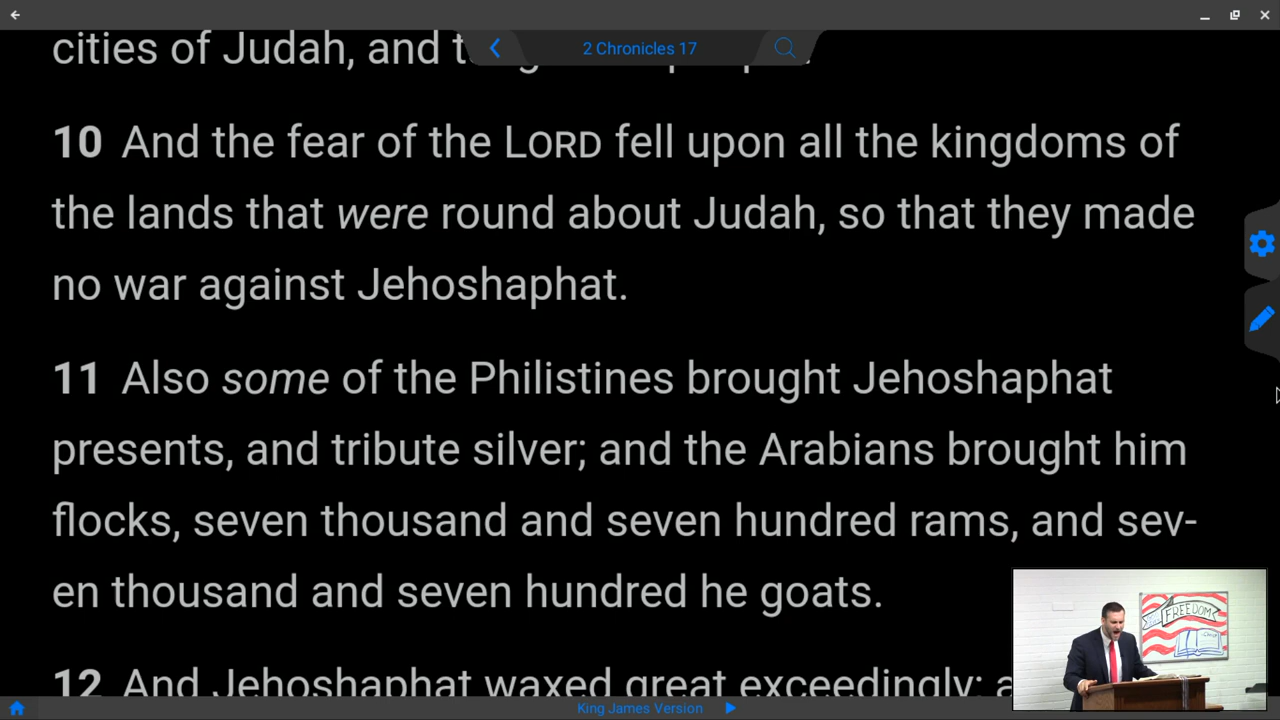 2 Chronicles 17
cities of Judah, and
10 And the fear of the LORD fell upon all the kingdoms of
the lands that were round about Judah, so that they made
no war against Jehoshaphat.
11 Also some of the Philistines brought Jehoshaphat
presents, and tribute silver; and the Arabians brought him
flocks, seven thousand and seven hundred rams, and sev-
en thousand and seven hundred he goats.
12 And Jehoshaphat waxed great exceedingly;
FREEDOM
King James Version